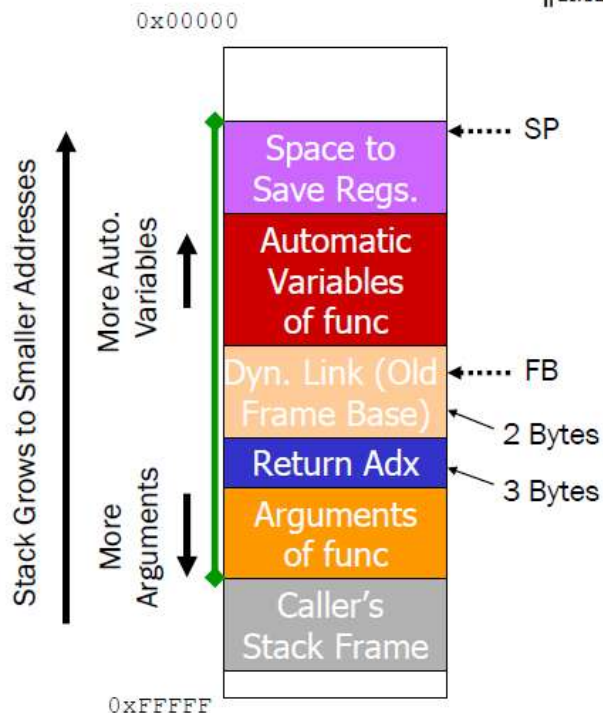 0x00000
SP
Space to
Save Regs.
Automatic
Variables
of func
Dyn. Link (Old
Frame Base)
FB
2 Bytes
Return Adx
3 Bytes
Arguments
of func
Caller's
Stack Frame
0xFFFFF
Stack Grows to Smaller Addresses
More Auto.
Variables
More
Arguments